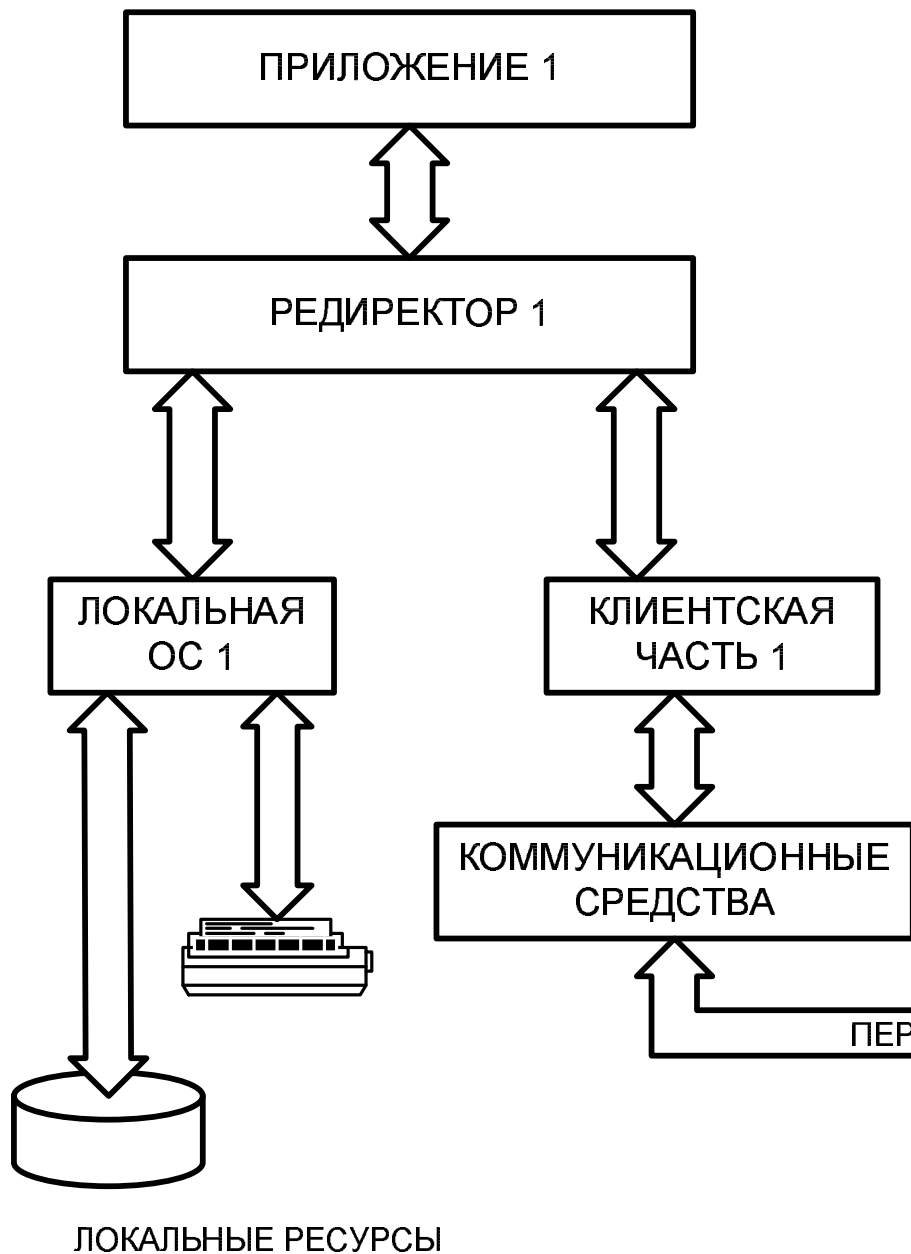 ПРИЛОЖЕНИЕ 1
РЕДИРЕКТОР 1
ЛОКАЛЬНАЯ
ОС 1
КЛИЕНТСКАЯ
ЧАСТЬ 1
КОММУНИКАЦИОННЫЕ
СРЕДСТВА
ПЕР
ЛОКАЛЬНЫЕ РЕСУРСЫ